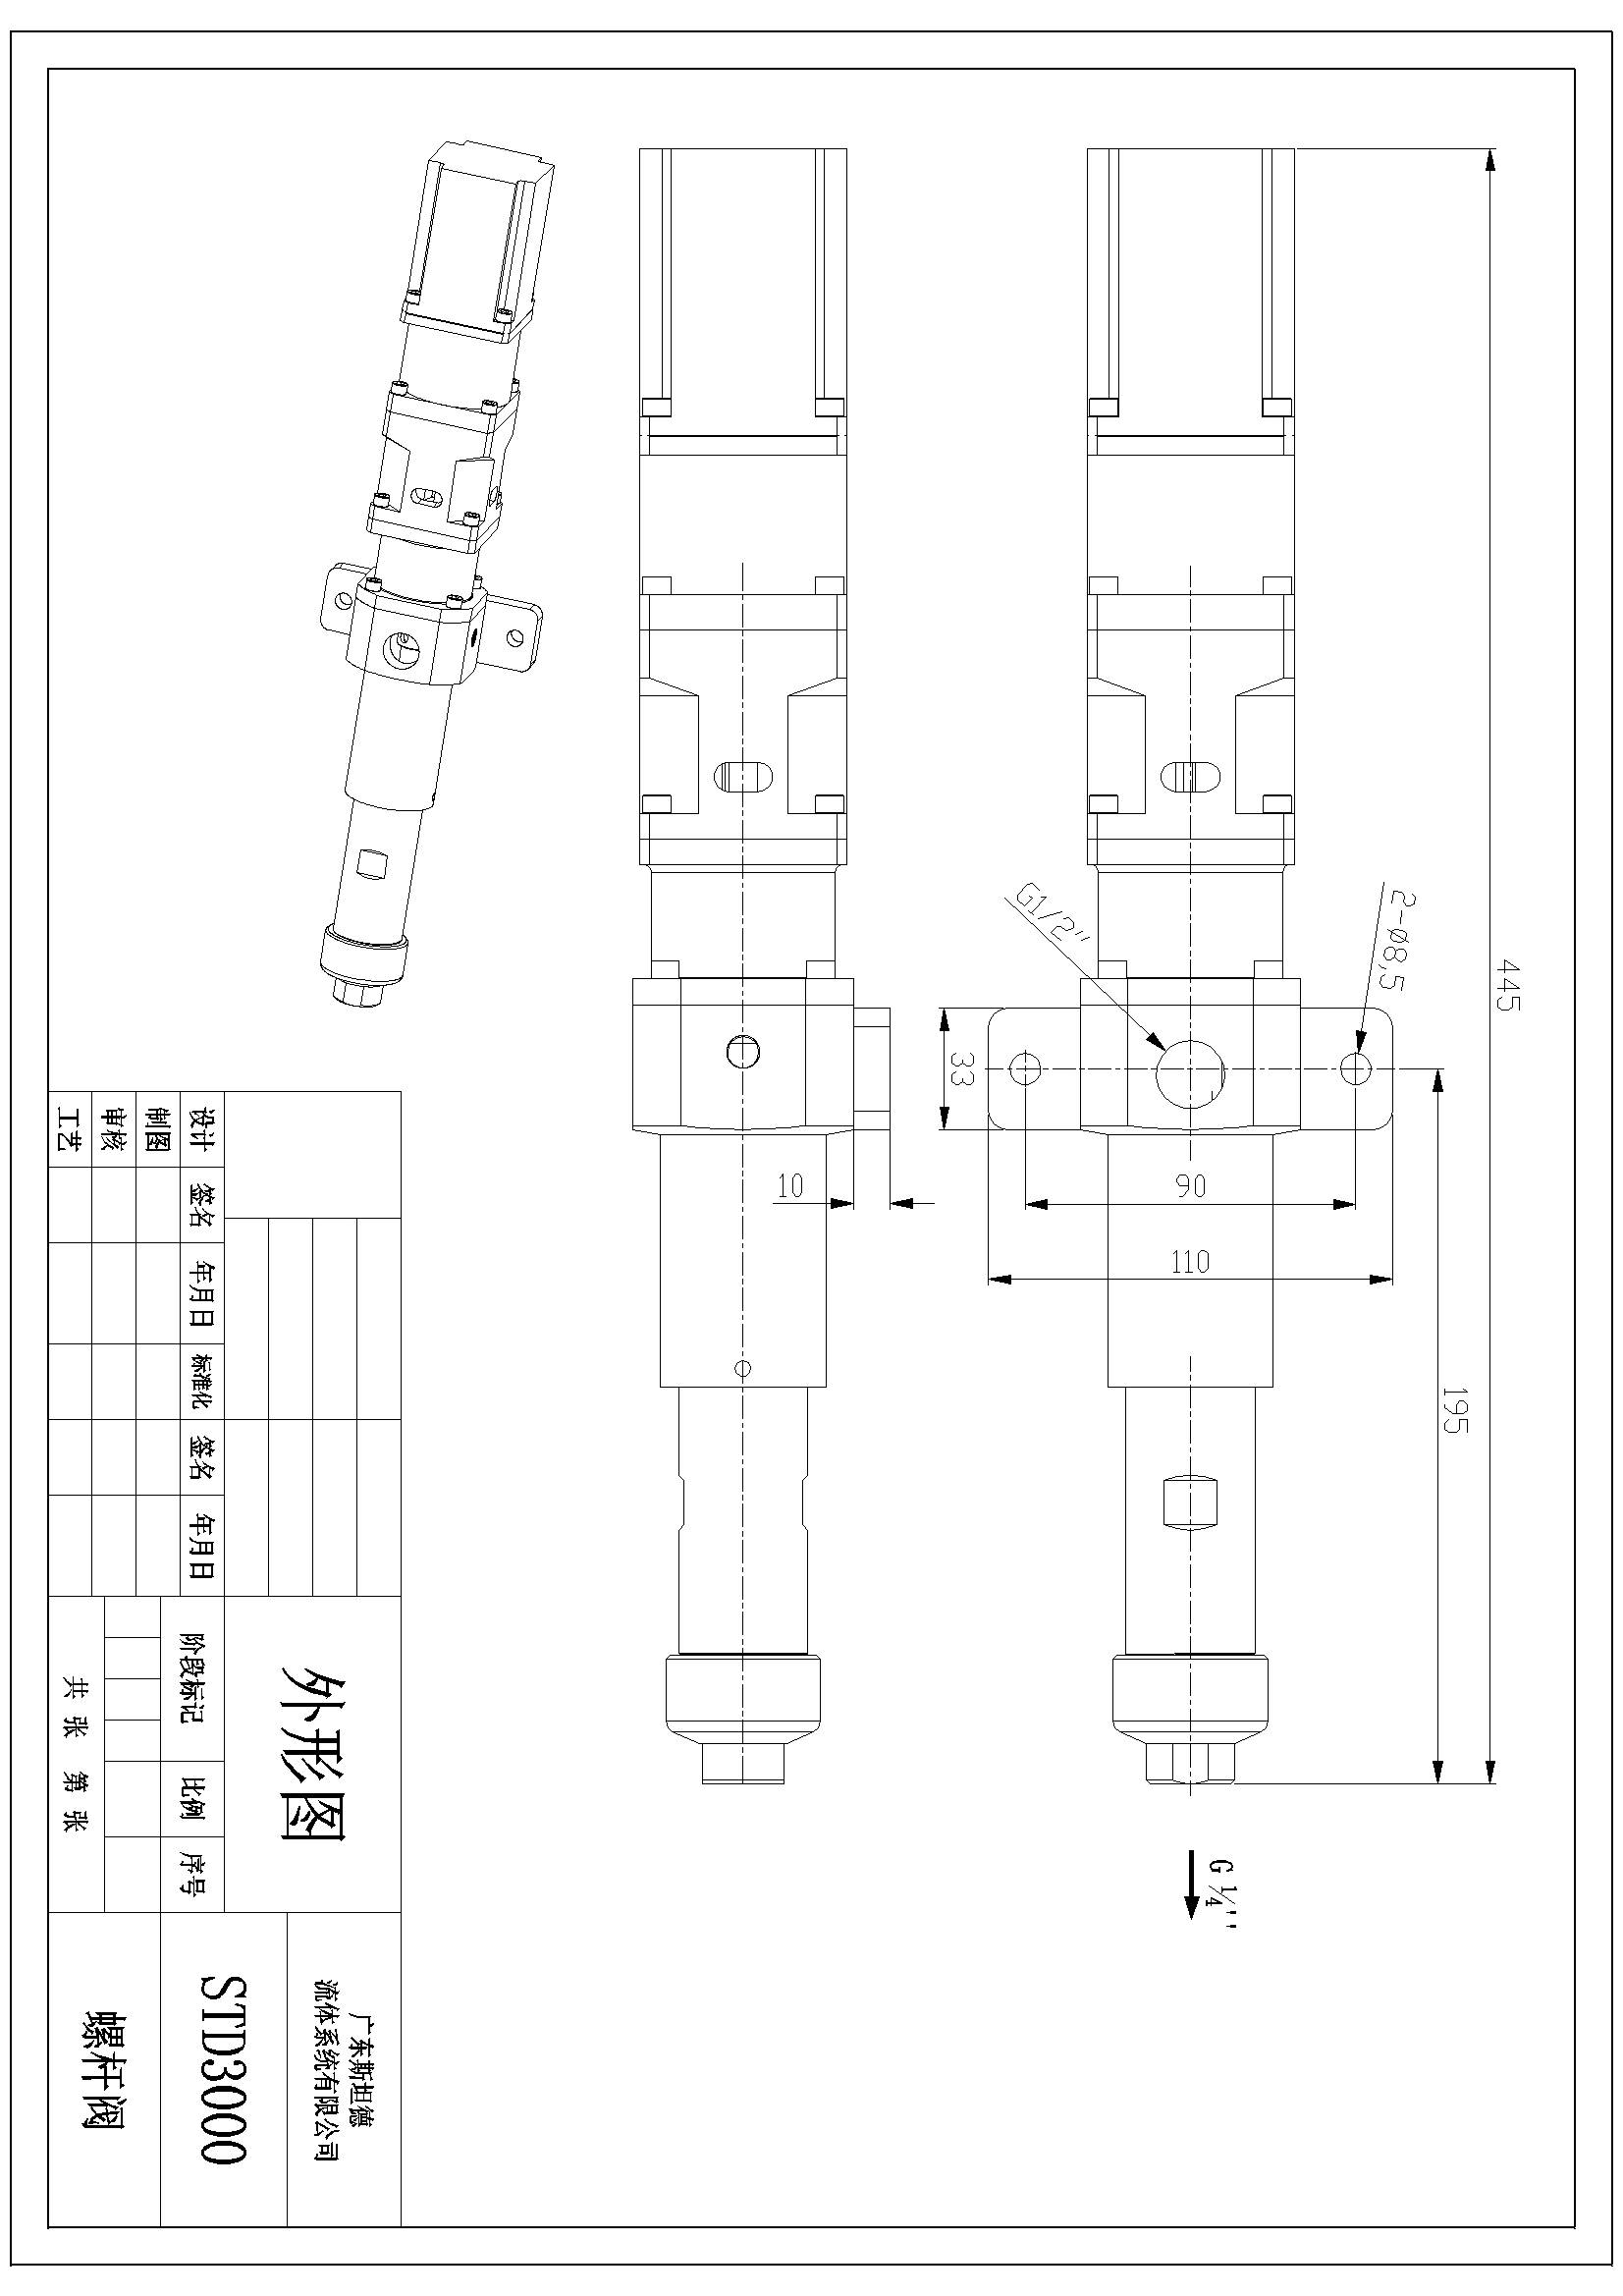 445
2-ø8,5
G1/2"
33
195
90
10
110
G ¼''
设计
签名
年月日
标准化
签名
年月日
制图
审核
工艺
外形图
阶段标记
比例
序号
共 张 第 张
广东斯坦德
流体系统有限公司
STD3000
螺杆阀